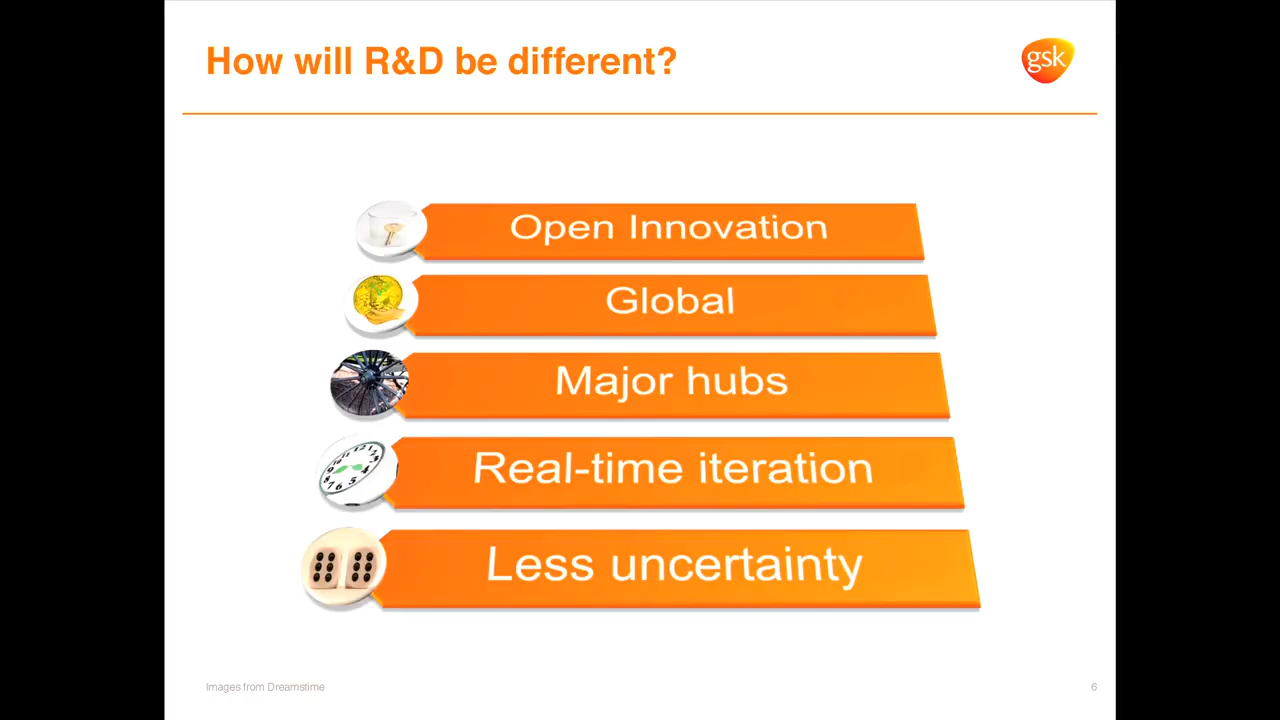 How will R&D be different?
gsk
Open Innovation
Global
Major hubs
Real-time iteration
Less uncertainty
Images from Dreamstime
6